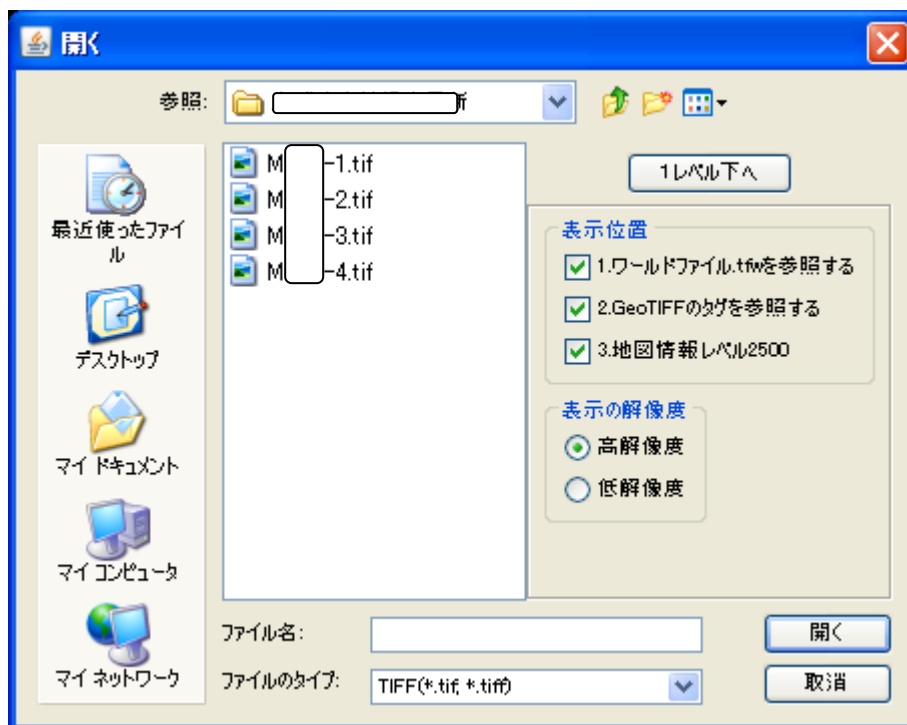 開く
参照:
1レベル下へ
M -1.tif
M -2.tif
M -3.tif
M -4.tif
最近使ったファイ
ル
デスクトップ
マイ ドキュメント
マイ コンピュータ
マイ ネットワーク
表示位置
1.ワールドファイル.tfwを参照する
2.GeoTIFFのタグを参照する
3.地図情報レベル2500
表示の解像度
高解像度
低解像度
ファイル名:
開く
ファイルのタイプ:
TIFF(*.tif, *.tiff)
取消